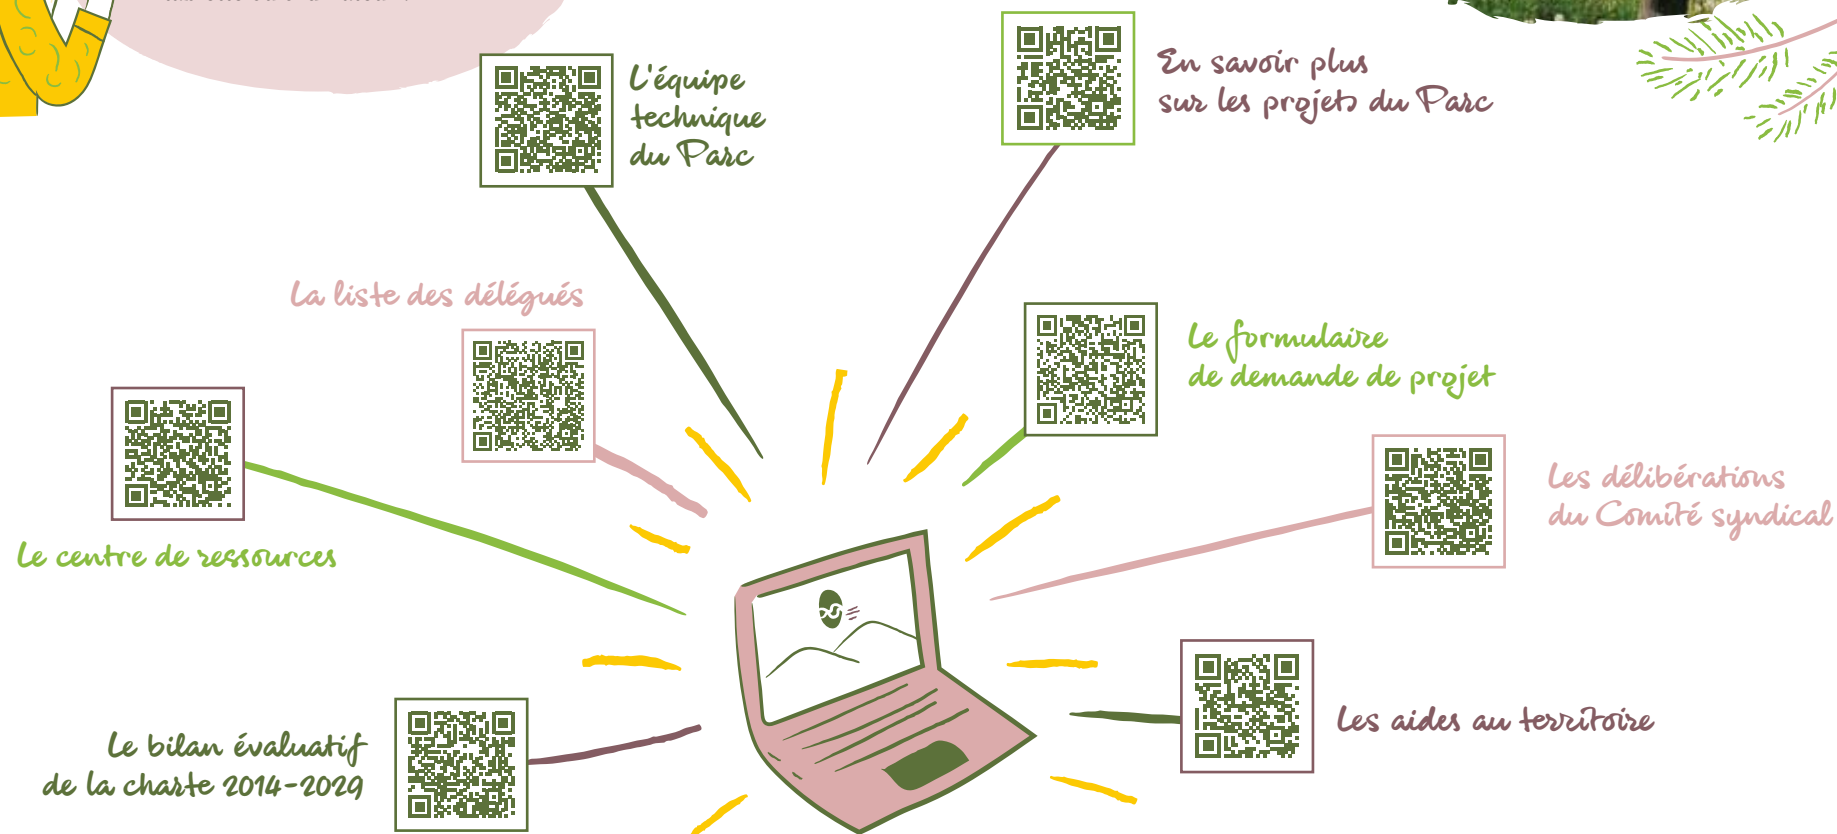 L'équipe
technique
du Parc
En savoir plus
sur les projets du Parc
La liste des délégués
Le formulaire
de demande de projet
Les délibérations
du Comité syndical
Le centre de ressources
Les aides au territoire
Le bilan évaluatif
de la charte 2014-2029